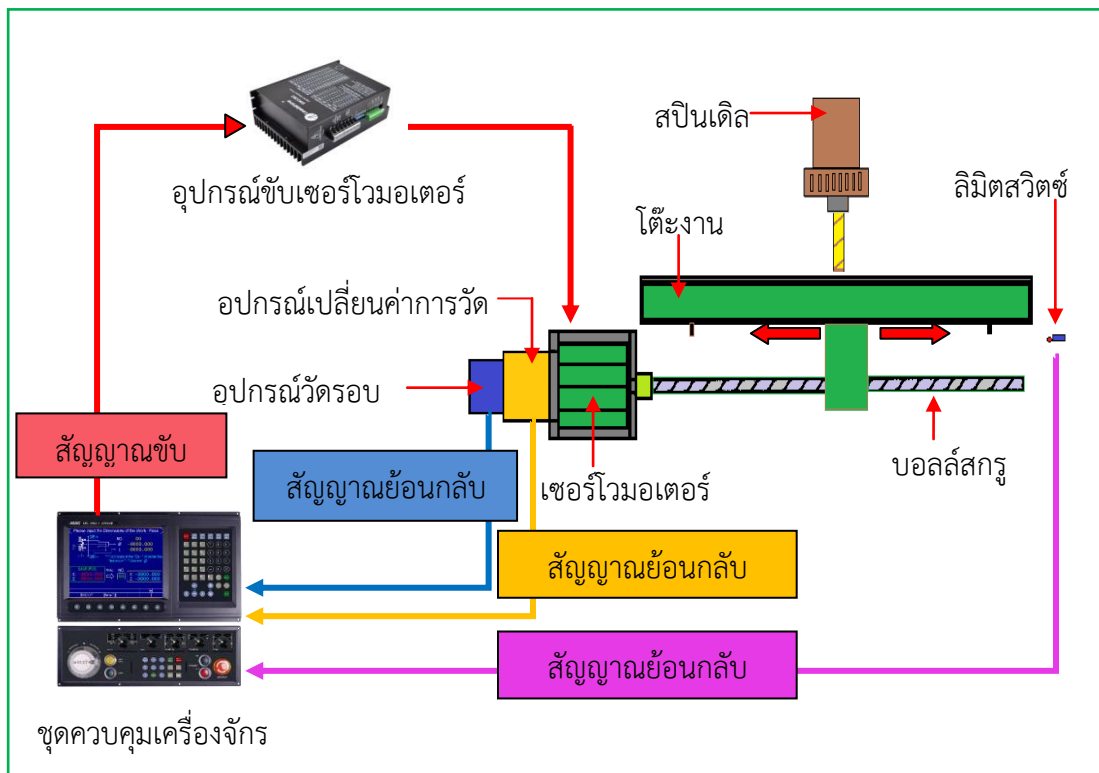 สปินเดิล
ลิมิตสวิตซ์
อุปกรณ์ขับเซอร์โวมอเตอร์
โต๊ะงาน
อปกรณ์เปลี่ยนค่าการวัด
อุปกรณ์วัดรอบ
สัญญาณขับ
สัญญาณย้อนกลับ
เซอร์โวมอเตอร์
บอลล์สกรู
สัญญาณย้อนกลับ
สัญญาณย้อนกลับ
ชุดควบคุมเครื่องจักร